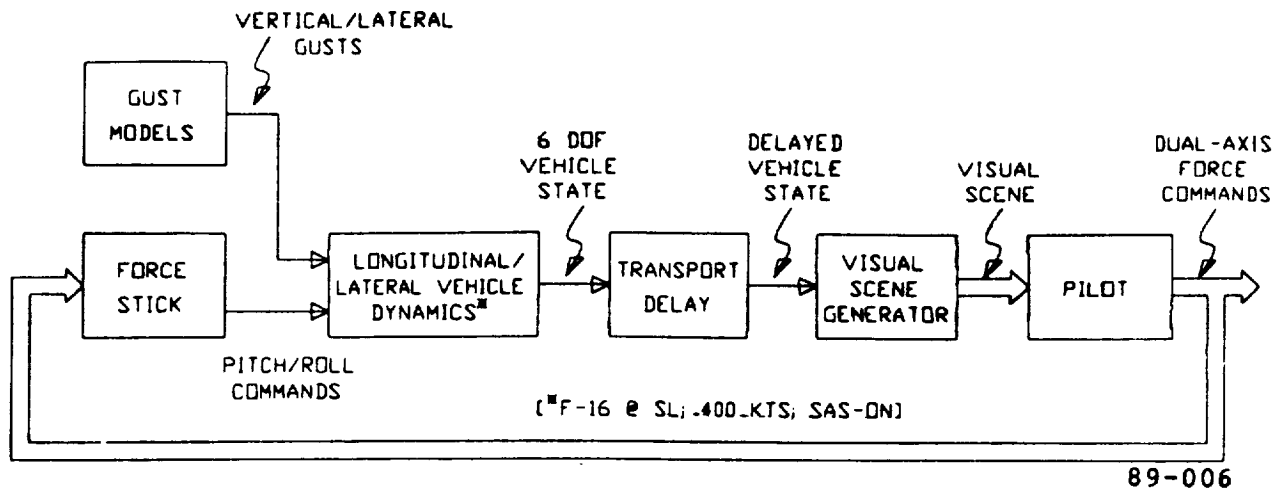 VERTICAL/LATERAL
GUSTS
GUST
MODELS
6 DOF
VEHICLE
STATE
DELAYED
VEHICLE
STATE
VISUAL
SCENE
DUAL-AXIS
FORCE
COMMANDS
FORCE
STICK
LONGITUDINAL/
LATERAL VEHICLE
DYNAMICS*
TRANSPORT
DELAY
VISUAL
SCENE
GENERATOR
PILOT
PITCH/ROLL
COMMANDS
[*F-16 @ SL; .400_KTS; SAS-ON]
89-006